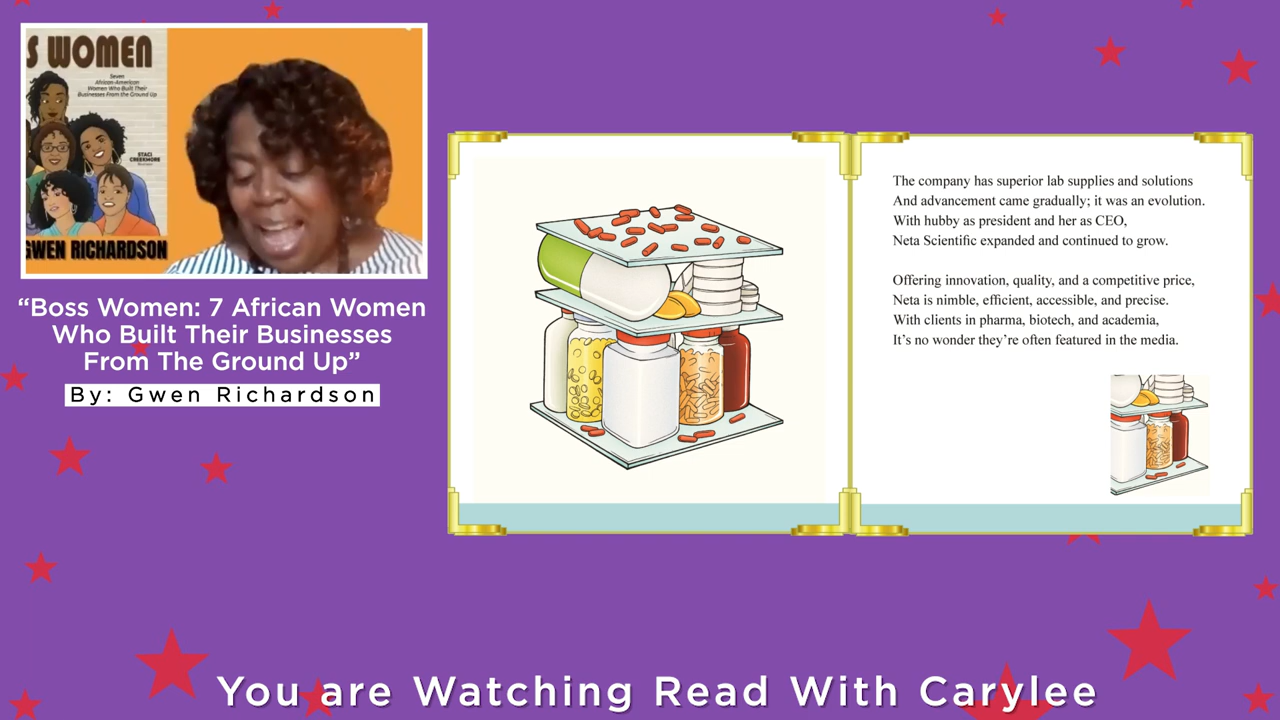 S WOMEN
Seven
African-American
Women Who Built Their
Businesses From the Ground Up
STACI
CREEKMORE
GWEN RICHARDSON
“Boss Women: 7 African Women
Who Built Their Businesses
From The Ground Up”
By: Gwen Richardson
The company has superior lab supplies and solutions
And advancement came gradually; it was an evolution.
With hubby as president and her as CEO,
Neta Scientific expanded and continued to grow.
Offering innovation, quality, and a competitive price,
Neta is nimble, efficient, accessible, and precise.
With clients in pharma, biotech, and academia,
It’s no wonder they’re often featured in the media.
You are Watching Read With Carylee